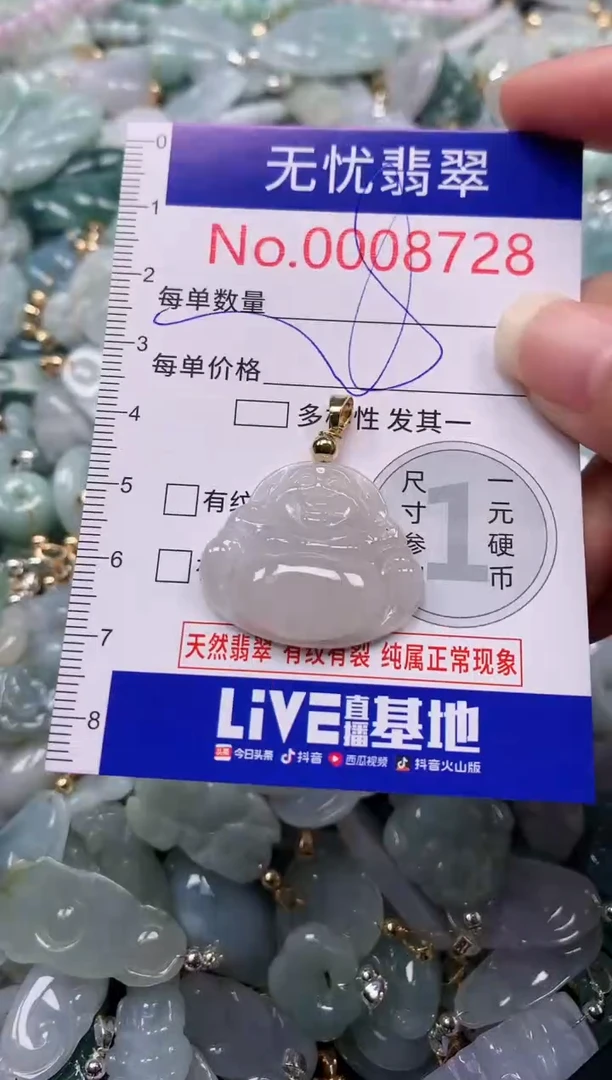 0
无忧翡翠
1
No.0008728
2
每单数量
3
每单价格
4
多 性 发其一
5
有纹
尺寸参
1
一元硬币
6
7
天然翡翠 有纹有裂 纯属正常现象
8
LiVE直播基地
今日头条 抖音 西瓜视频 抖音火山版